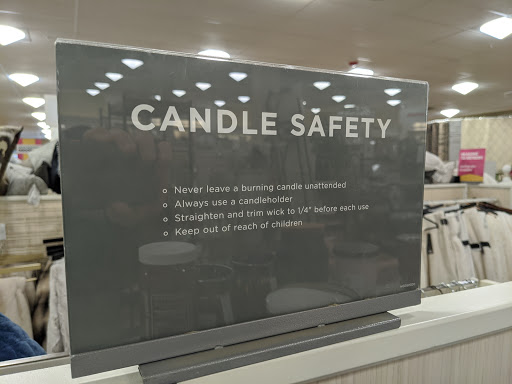 CANDLE SAFETY
Never leave a burning candle unattended
Always use a candleholder
Straighten and trim wick to 1/4" before each use
Keep out of reach of children